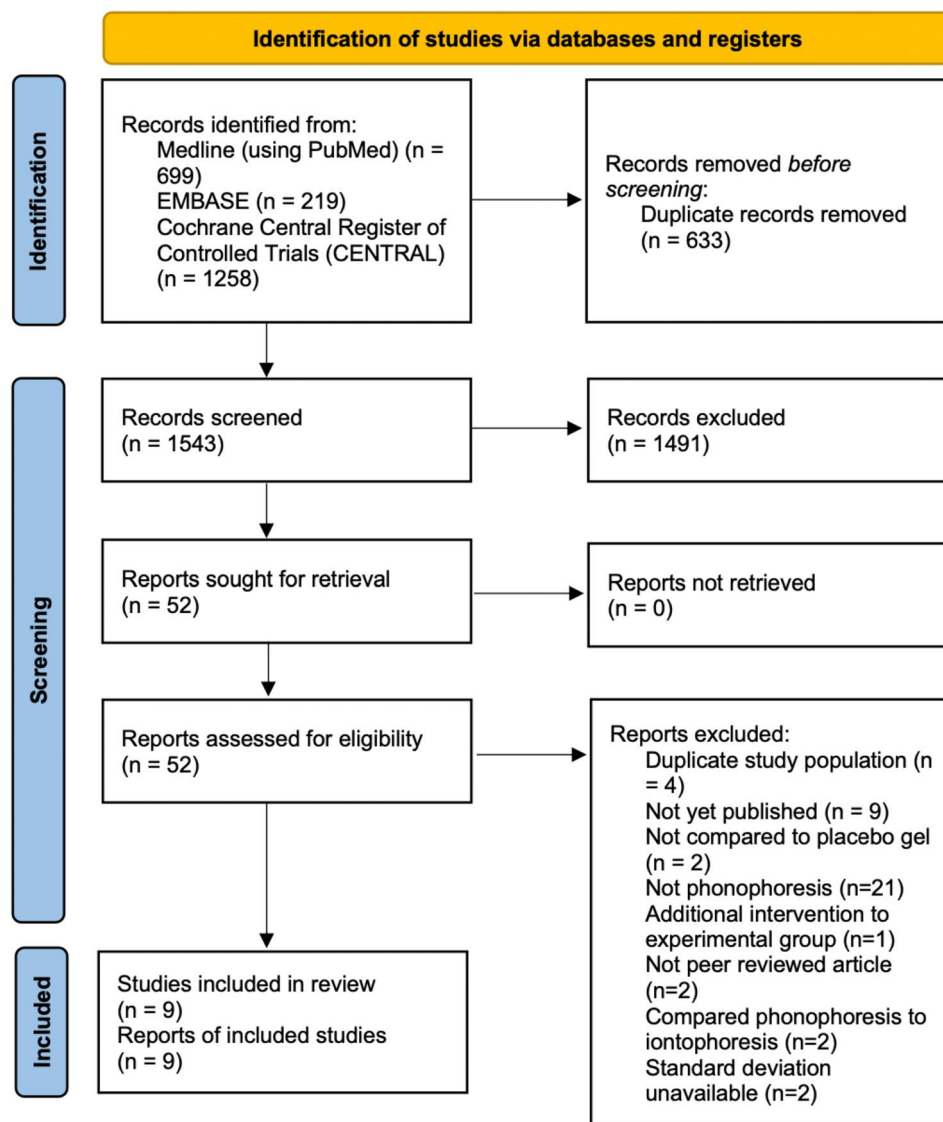 Identification of studies via databases and registers
Identification
Records identified from:
Medline (using PubMed) (n =
699)
EMBASE (n = 219)
Cochrane Central Register of
Controlled Trials (CENTRAL)
(n = 1258)
Records removed before
screening:
Duplicate records removed
(n = 633)
Screening
Records screened
(n = 1543)
Records excluded
(n = 1491)
Reports sought for retrieval
(n = 52)
Reports not retrieved
(n = 0)
Reports assessed for eligibility
(n = 52)
Reports excluded:
Duplicate study population (n
= 4)
Not yet published (n = 9)
Not compared to placebo gel
(n = 2)
Not phonophoresis (n=21)
Additional intervention to
experimental group (n=1)
Not peer reviewed article
(n=2)
Compared phonophoresis to
iontophoresis (n=2)
Standard deviation
unavailable (n=2)
Included
Studies included in review
(n = 9)
Reports of included studies
(n = 9)